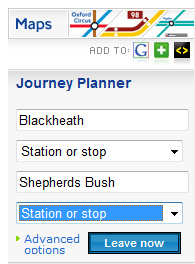 Maps
Oxford
Circus
98
ADD TO: G + <>
Journey Planner
Blackheath
Station or stop
Shepherds Bush
Station or stop
Advanced
options
Leave now